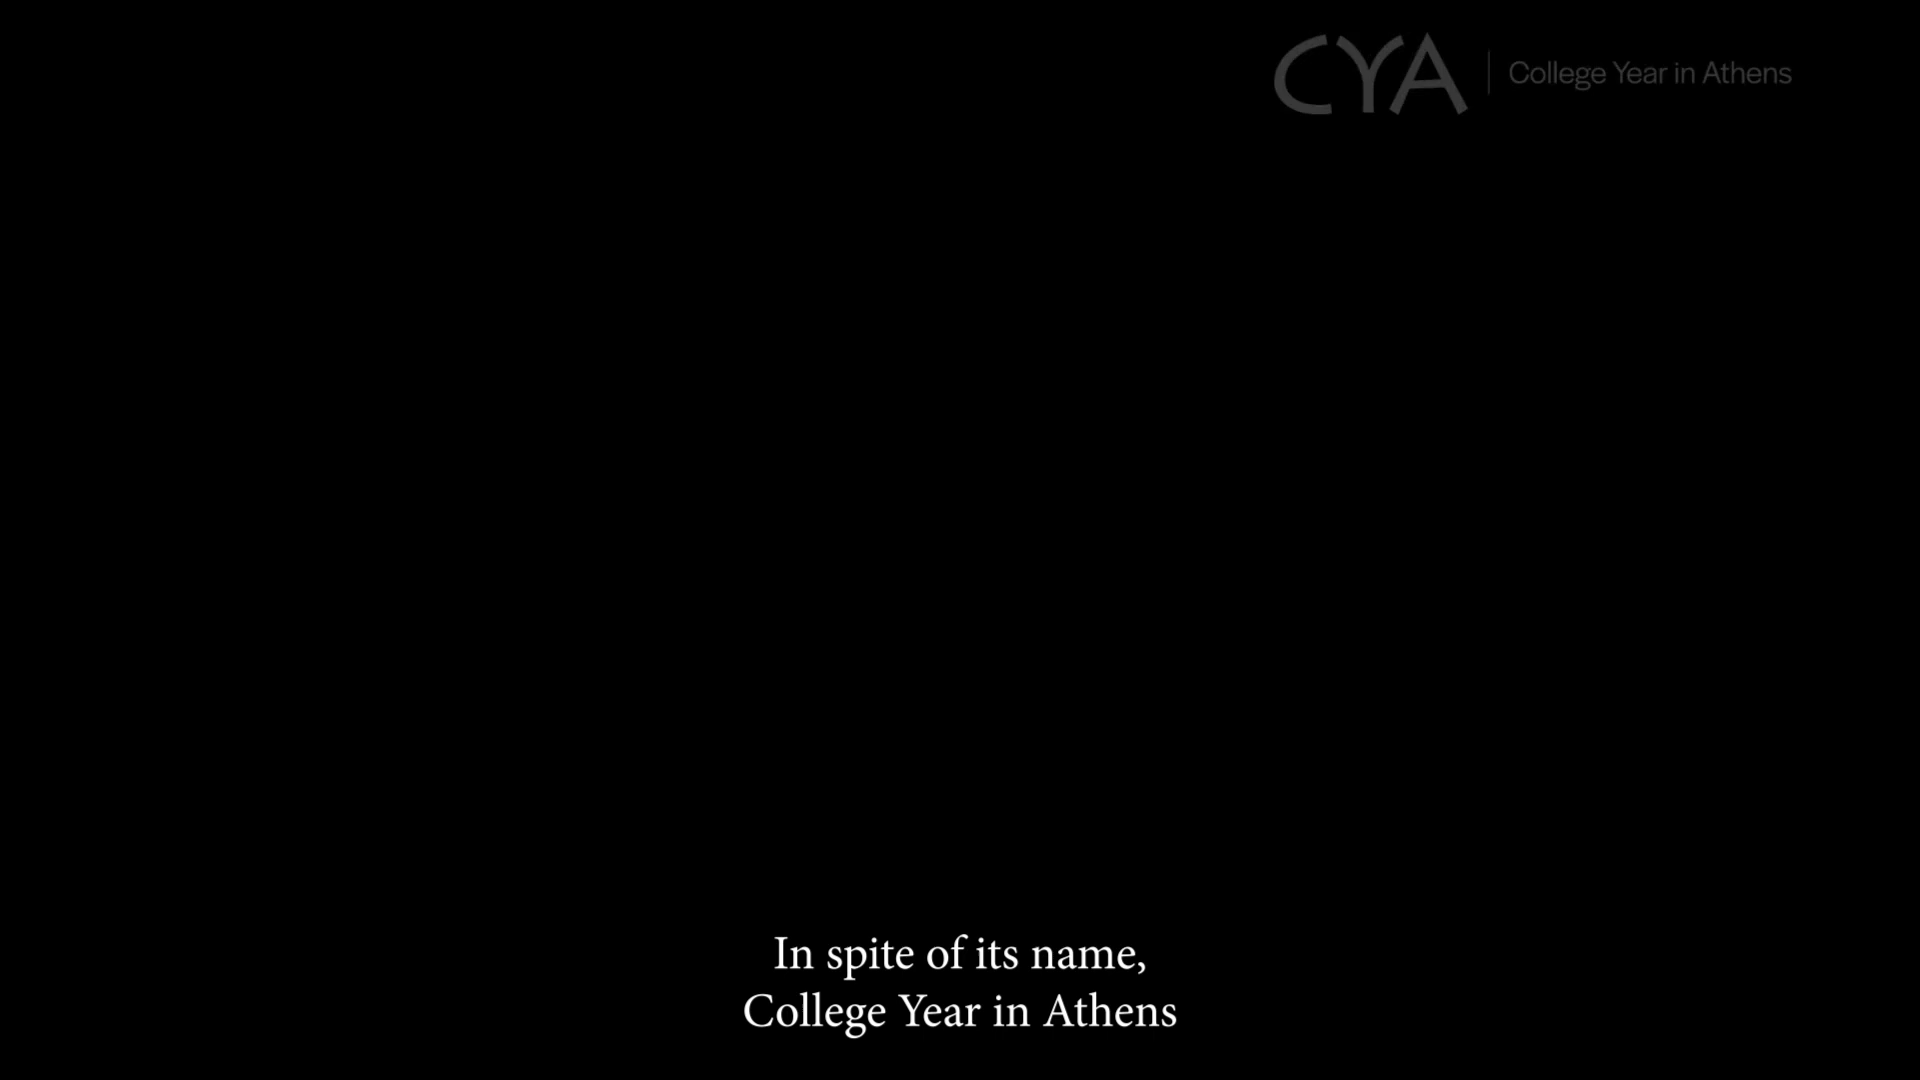 CYA | College Year in Athens
In spite of its name,
College Year in Athens